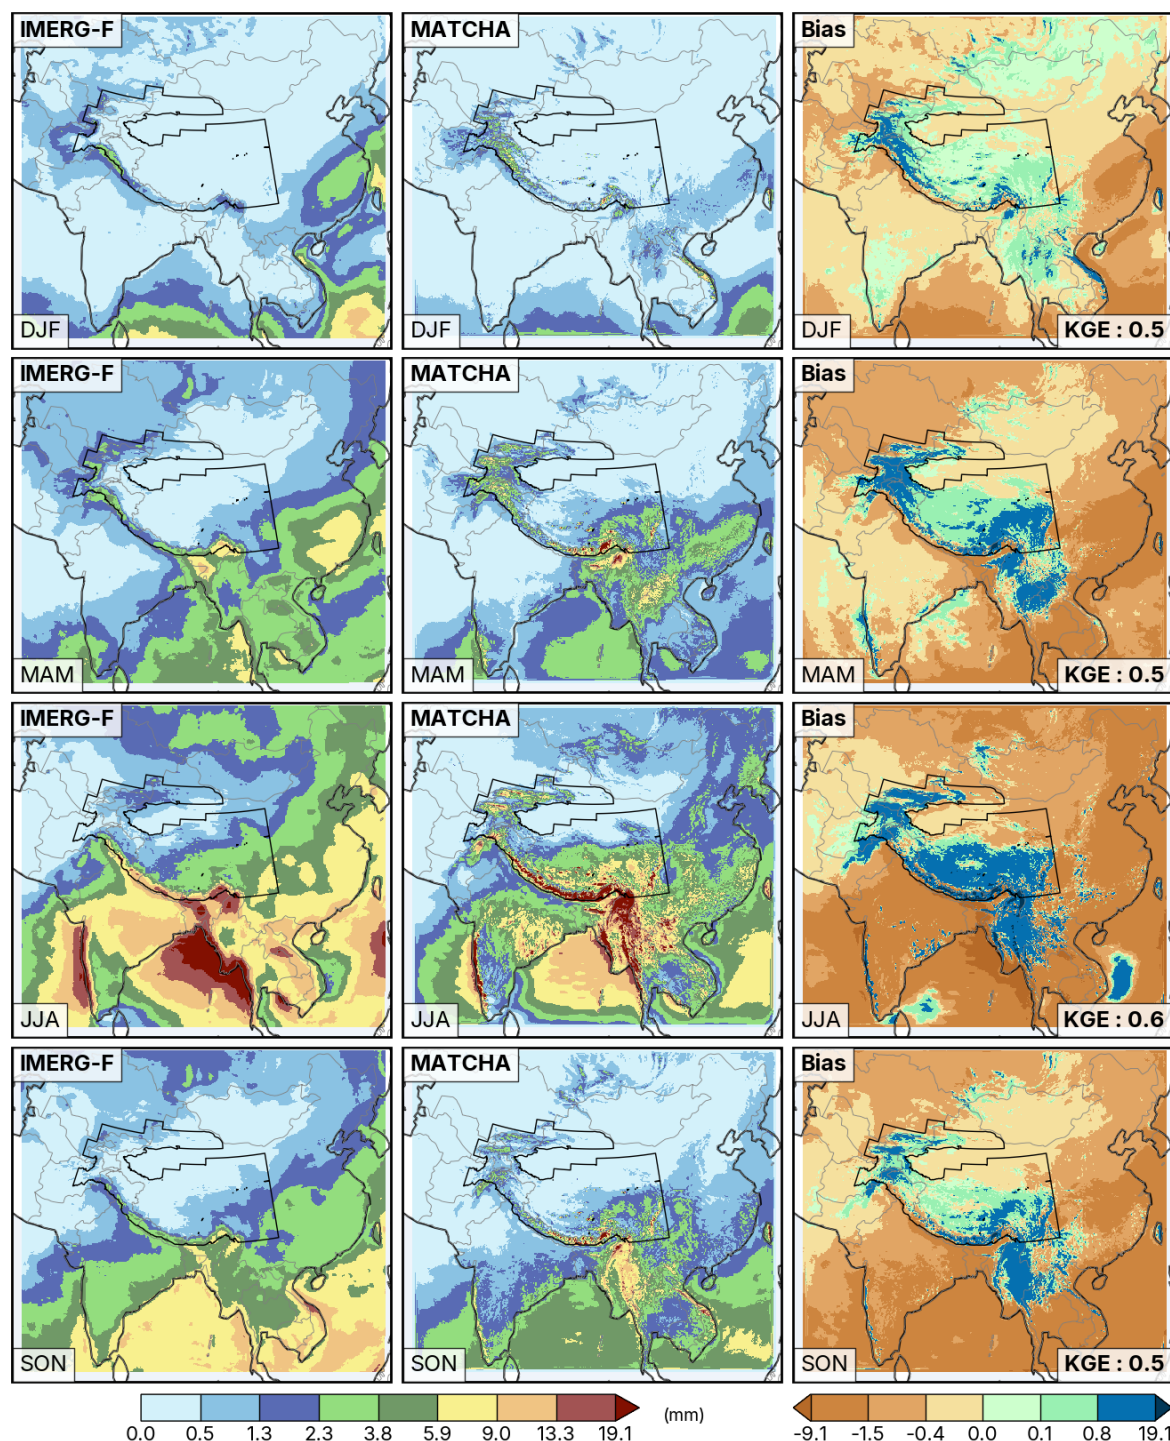 IMERG-F MATCHA Bias
DJF DJF DJF KGE : 0.5
IMERG-F MATCHA Bias
MAM MAM MAM KGE : 0.5
IMERG-F MATCHA Bias
JJA JJA JJA KGE : 0.6
IMERG-F MATCHA Bias
SON SON SON KGE : 0.5
0.0 0.5 1.3 2.3 3.8 5.9 9.0 13.3 19.1 (mm) -9.1 -1.5 -0.4 0.0 0.1 0.8 19.1